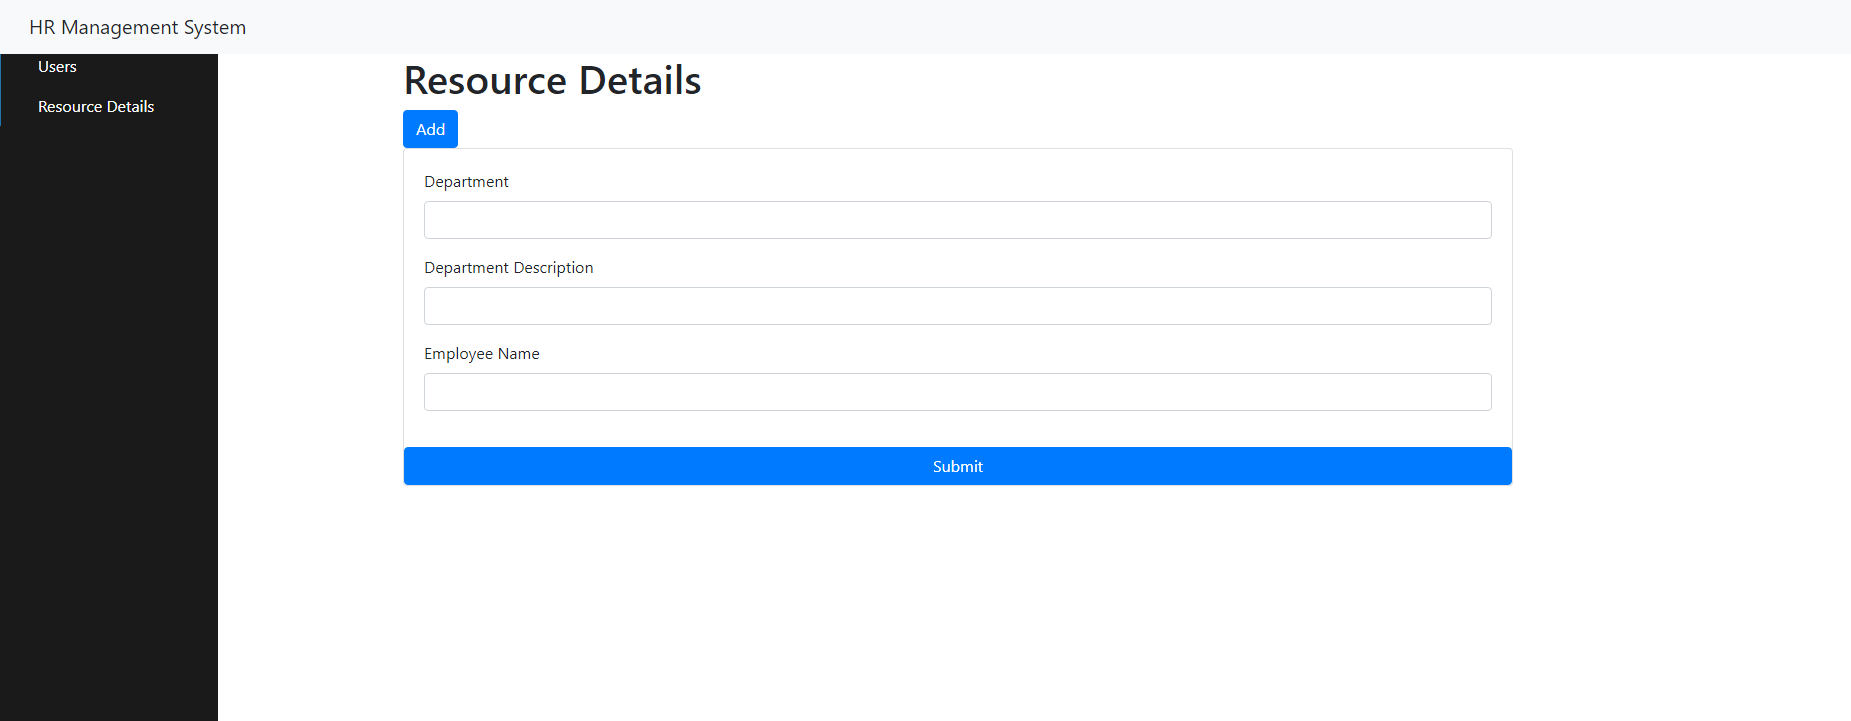 HR Management System
Users
Resource Details
Resource Details
Add
Department
Department Description
Employee Name
Submit